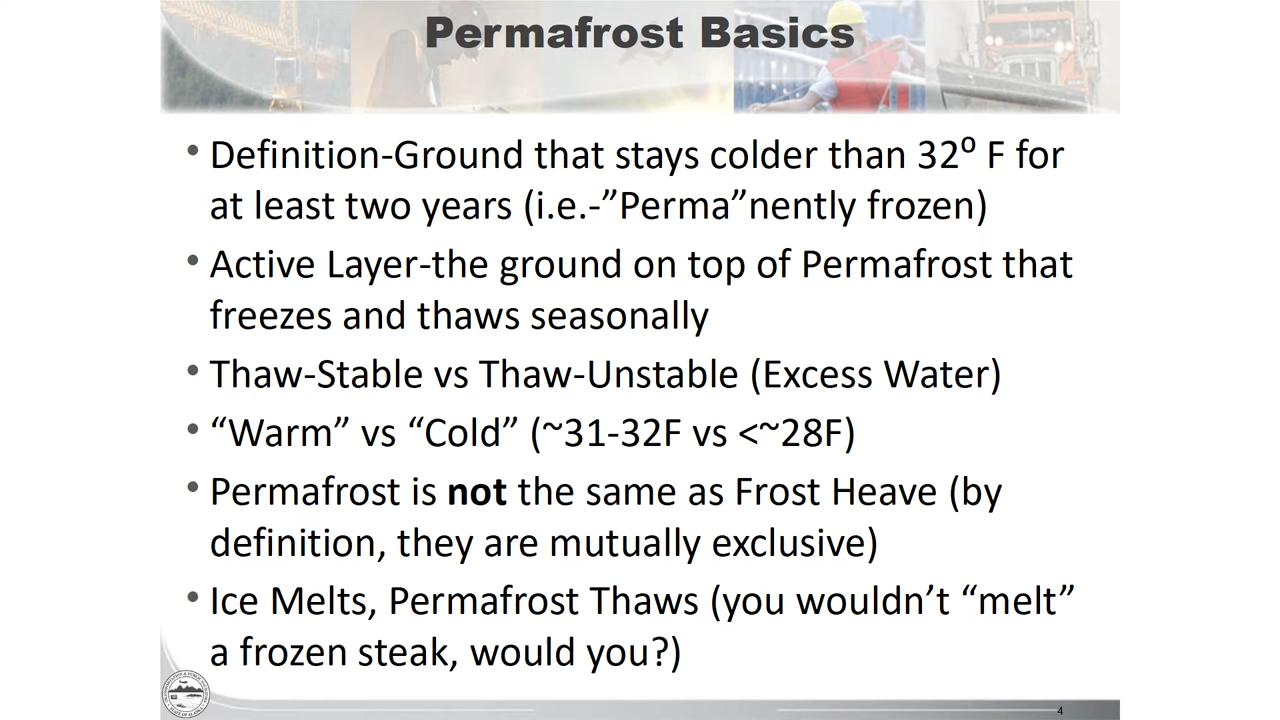 Permafrost Basics
• Definition-Ground that stays colder than 32⁰ F for
at least two years (i.e.-”Perma”nently frozen)
• Active Layer-the ground on top of Permafrost that
freezes and thaws seasonally
• Thaw-Stable vs Thaw-Unstable (Excess Water)
• “Warm” vs “Cold” (~31-32F vs <~28F)
• Permafrost is not the same as Frost Heave (by
definition, they are mutually exclusive)
• Ice Melts, Permafrost Thaws (you wouldn’t “melt”
a frozen steak, would you?)
4